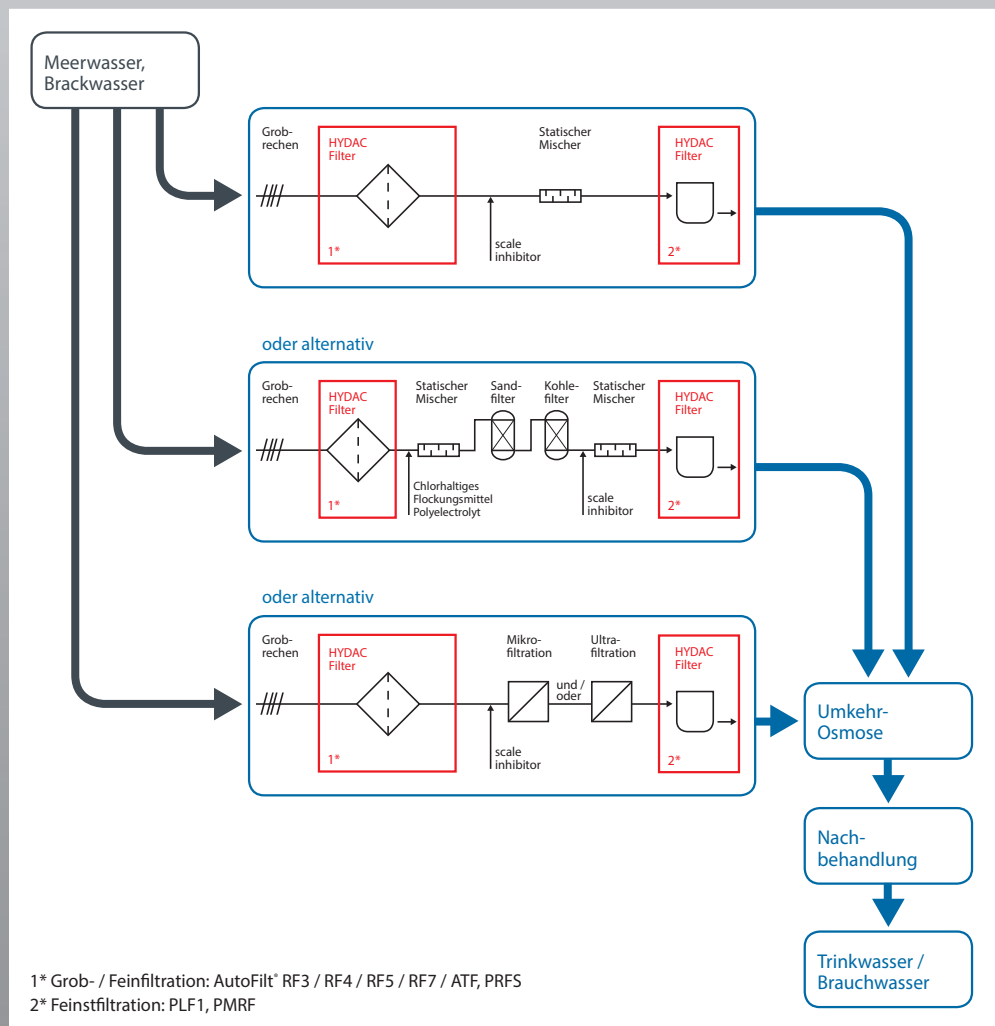 Meerwasser,
Brackwasser
Grob-
rechen
HYDAC
Filter
1*
scale
inhibitor
Statischer
Mischer
HYDAC
Filter
2*
oder alternativ
Grob-
rechen
HYDAC
Filter
1*
Statischer
Mischer
Chlorhaltiges
Flockungsmittel
Polyelectrolyt
Sand-
filter
Kohle-
filter
scale
inhibitor
Statischer
Mischer
HYDAC
Filter
2*
oder alternativ
Grob-
rechen
HYDAC
Filter
1*
scale
inhibitor
Mikro-
filtration
und /
oder
Ultra-
filtration
HYDAC
Filter
2*
Umkehr-
Osmose
Nach-
behandlung
Trinkwasser /
Brauchwasser
1* Grob- / Feinfiltration: AutoFilt® RF3 / RF4 / RF5 / RF7 / ATF, PRFS
2* Feinstfiltration: PLF1, PMRF